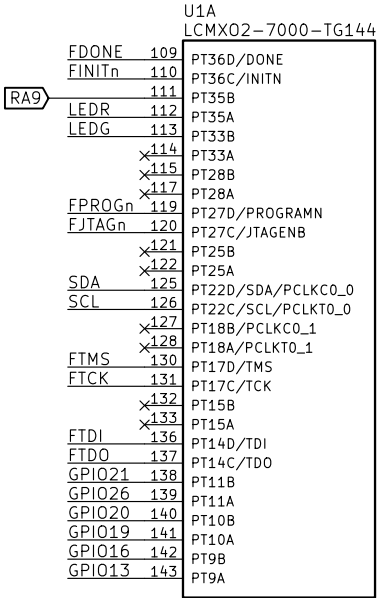 U1A
LCMXO2-7000-TG144
FDONE 109 PT36D/DONE
FINITn 110 PT36C/INITN
RA9 111 PT35B
LEDR 112 PT35A
LEDG 113 PT33B
114 PT33A
115 PT28B
117 PT28A
FPROGn 119 PT27D/PROGRAMN
FJTAGn 120 PT27C/JTAGENB
121 PT25B
122 PT25A
SDA 125 PT22D/SDA/PCLKC0_0
SCL 126 PT22C/SCL/PCLKT0_0
127 PT18B/PCLKC0_1
128 PT18A/PCLKT0_1
FTMS 130 PT17D/TMS
FTCK 131 PT17C/TCK
132 PT15B
133 PT15A
FTDI 136 PT14D/TDI
FTDO 137 PT14C/TDO
GPIO21 138 PT11B
GPIO26 139 PT11A
GPIO20 140 PT10B
GPIO19 141 PT10A
GPIO16 142 PT9B
GPIO13 143 PT9A